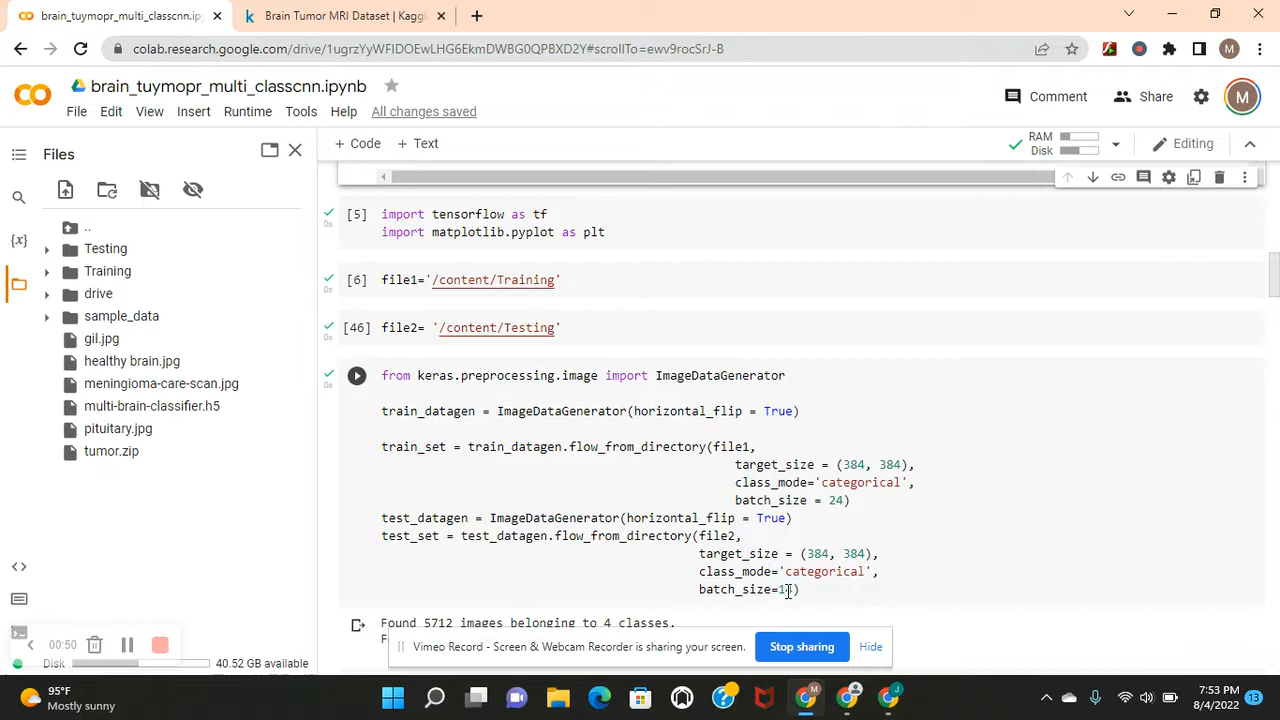 brain_tuymopr_multi_classcnn.ipy
Brain Tumor MRI Dataset | Kagg
colab.research.google.com/drive/1ugrzYyWFIDOEwLHG6EkmDWBG0QPBXD2Y#scrollTo=ewv9rocSrJ-B
M
brain_tuymopr_multi_classcnn.ipynb
Comment
Share
M
File Edit View Insert Runtime Tools Help All changes saved
Files
+ Code + Text
RAM
Disk
Editing
{x}
..
Testing
Training
drive
sample_data
gil.jpg
healthy brain.jpg
meningioma-care-scan.jpg
multi-brain-classifier.h5
pituitary.jpg
tumor.zip
[5] import tensorflow as tf
0s import matplotlib.pyplot as plt
[6] file1='/content/Training'
0s
[46] file2= '/content/Testing'
0s
from keras.preprocessing.image import ImageDataGenerator
0s
train_datagen = ImageDataGenerator(horizontal_flip = True)
train_set = train_datagen.flow_from_directory(file1,
target_size = (384, 384),
class_mode='categorical',
batch_size = 24)
test_datagen = ImageDataGenerator(horizontal_flip = True)
test_set = test_datagen.flow_from_directory(file2,
target_size = (384, 384),
class_mode='categorical',
Found 5712 images belonging to 4 classes.
00:50
Disk
40.52 GB available
Vimeo Record - Screen & Webcam Recorder is sharing your screen.
Stop sharing
Hide
95°F
Mostly sunny
M
J
7:53 PM
8/4/2022
13